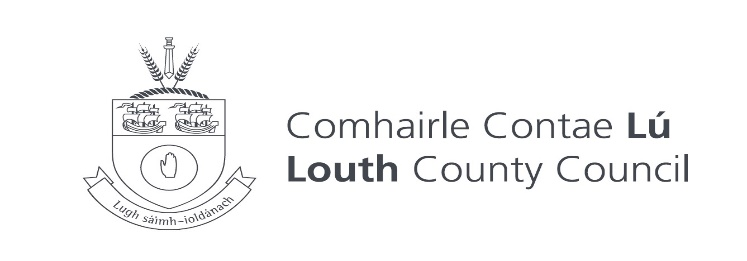 Comhairle Contae Lú
Louth County Council
Lugh sáimh-ioldánach